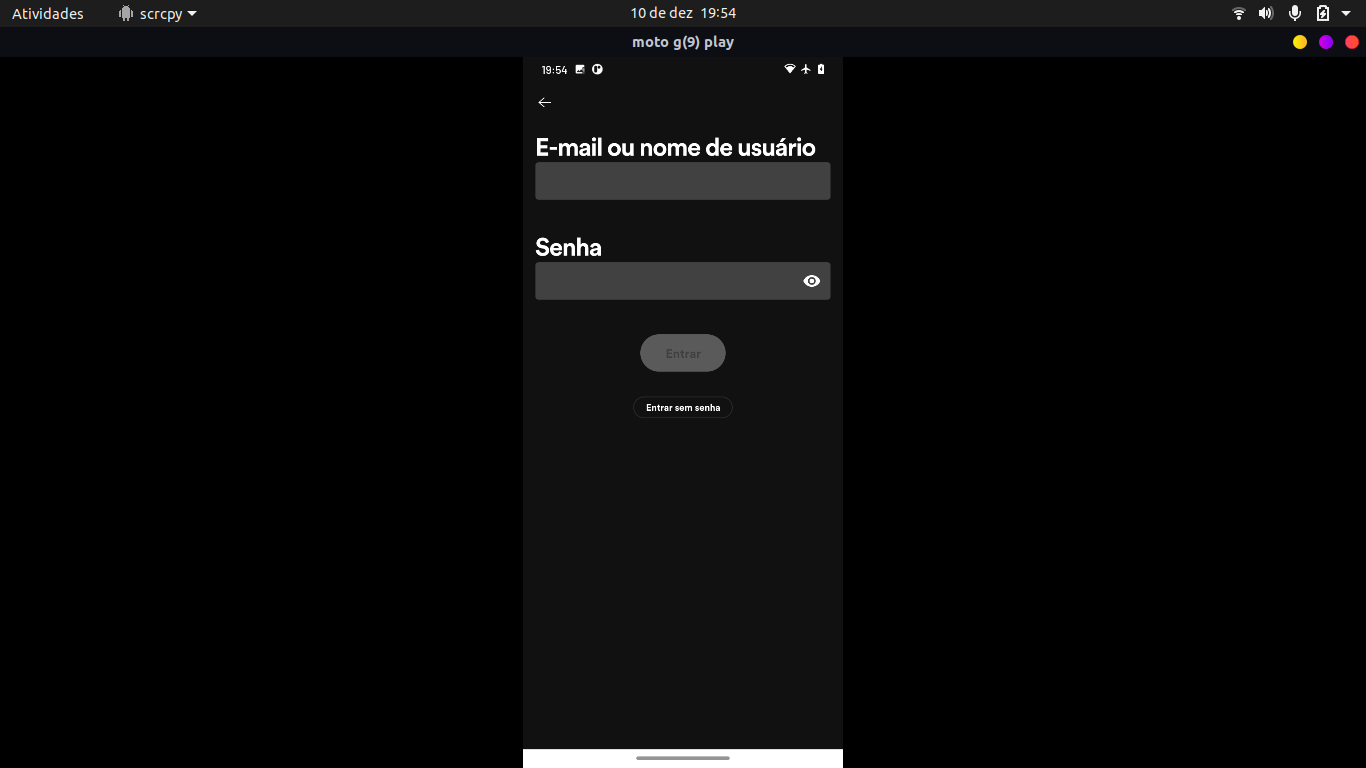 Atividades scrcpy 10 de dez 19:54
moto g(9) play
19:54
E-mail ou nome de usuário
Senha
Entrar
Entrar sem senha